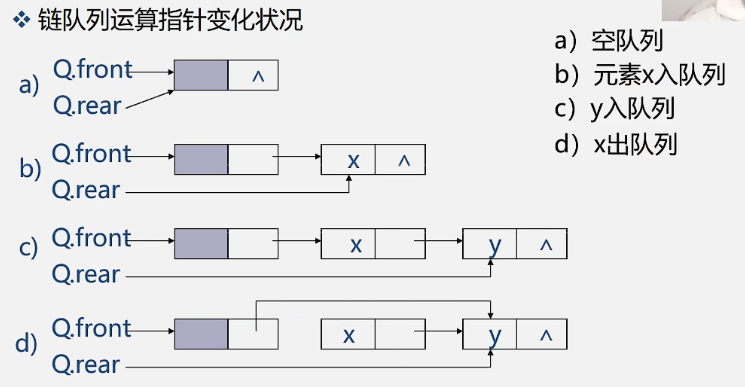 ❖ 链队列运算指针变化状况
a) Q.front ^
Q.rear
b) Q.front x ^
Q.rear
c) Q.front x y ^
Q.rear
d) Q.front x y ^
Q.rear
a）空队列
b）元素x入队列
c）y入队列
d）x出队列